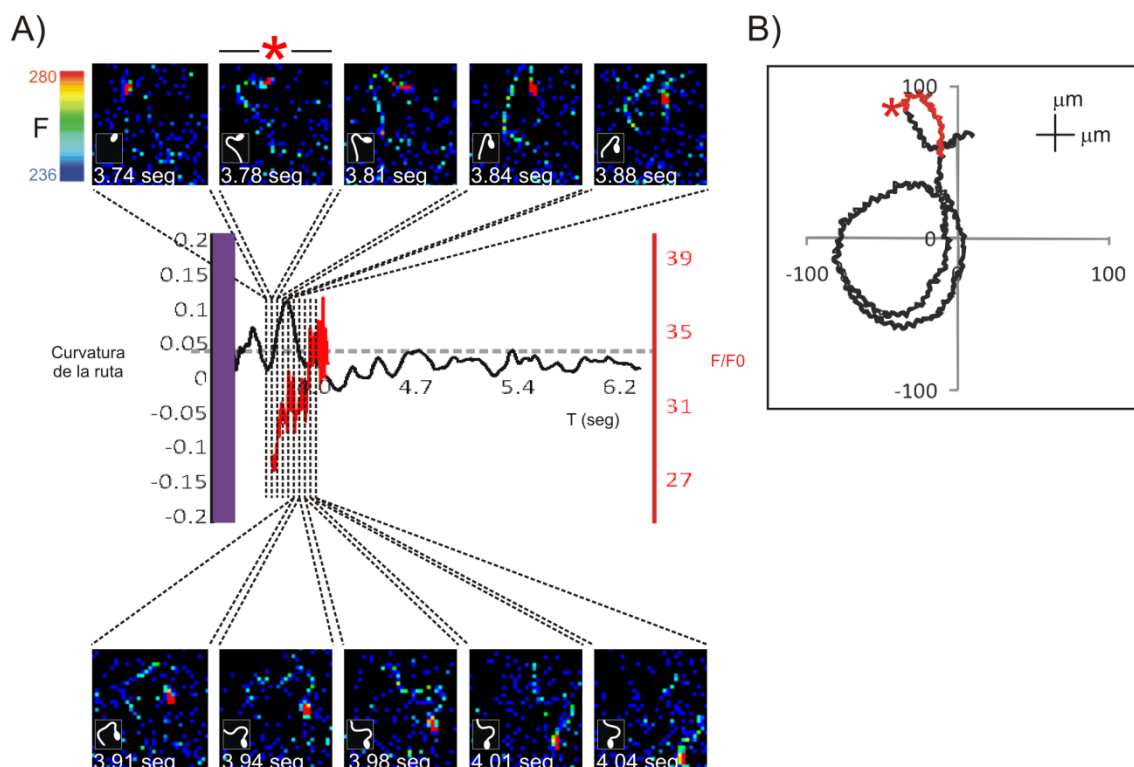 A)
*
280
F
236
3.74 seg
3.78 seg
3.81 seg
3.84 seg
3.88 seg
0.2
0.15
0.1
0.05
0
-0.05
-0.1
-0.15
-0.2
Curvatura
de la ruta
4.0
4.7
5.4
6.2
T (seg)
39
35
31
27
F/F0
3.91 seg
3.94 seg
3.98 seg
4.01 seg
4.04 seg
B)
100
*
μm
μm
0
-100
100
-100